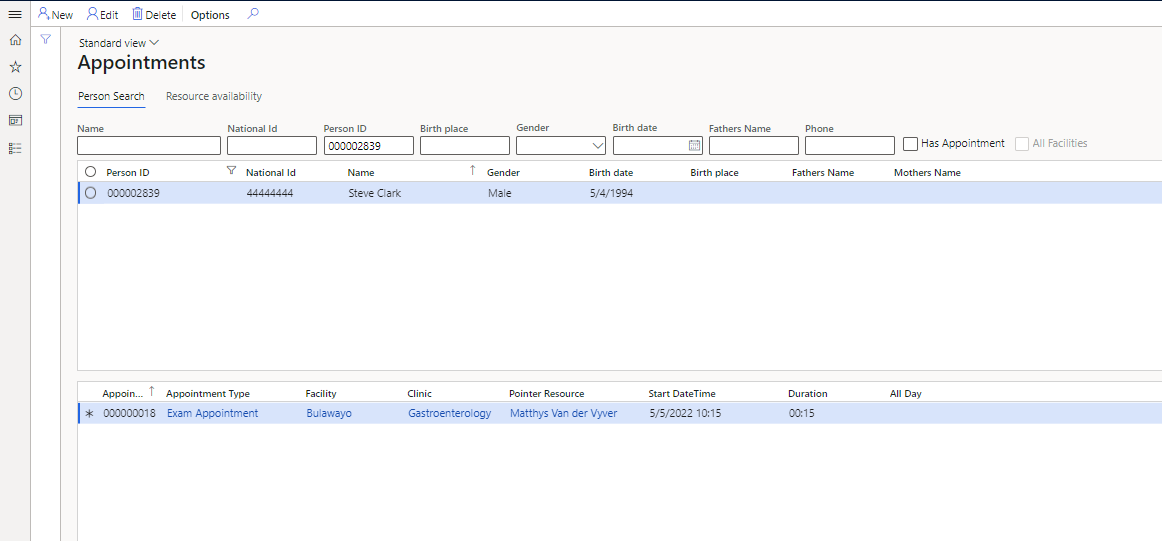 New Edit Delete Options
Standard view
Appointments
Person Search Resource availability
Name National Id Person ID Birth place Gender Birth date Fathers Name Phone
000002839 Has Appointment All Facilities
Person ID National Id Name Gender Birth date Birth place Fathers Name Mothers Name
000002839 44444444 Steve Clark Male 5/4/1994
Appoin... Appointment Type Facility Clinic Pointer Resource Start DateTime Duration All Day
000000018 Exam Appointment Bulawayo Gastroenterology Matthys Van der Vyver 5/5/2022 10:15 00:15